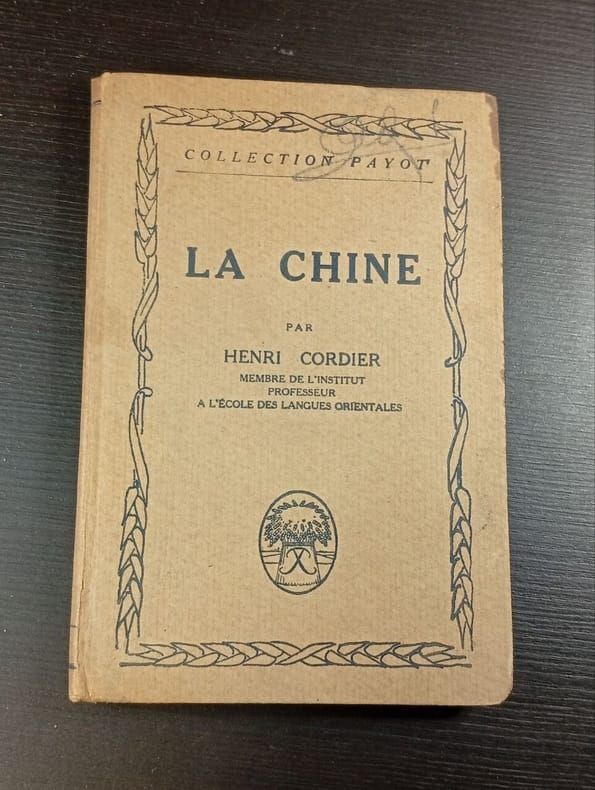 COLLECTION PAYOT
LA CHINE
PAR
HENRI CORDIER
MEMBRE DE L'INSTITUT
PROFESSEUR
A L'ÉCOLE DES LANGUES ORIENTALES